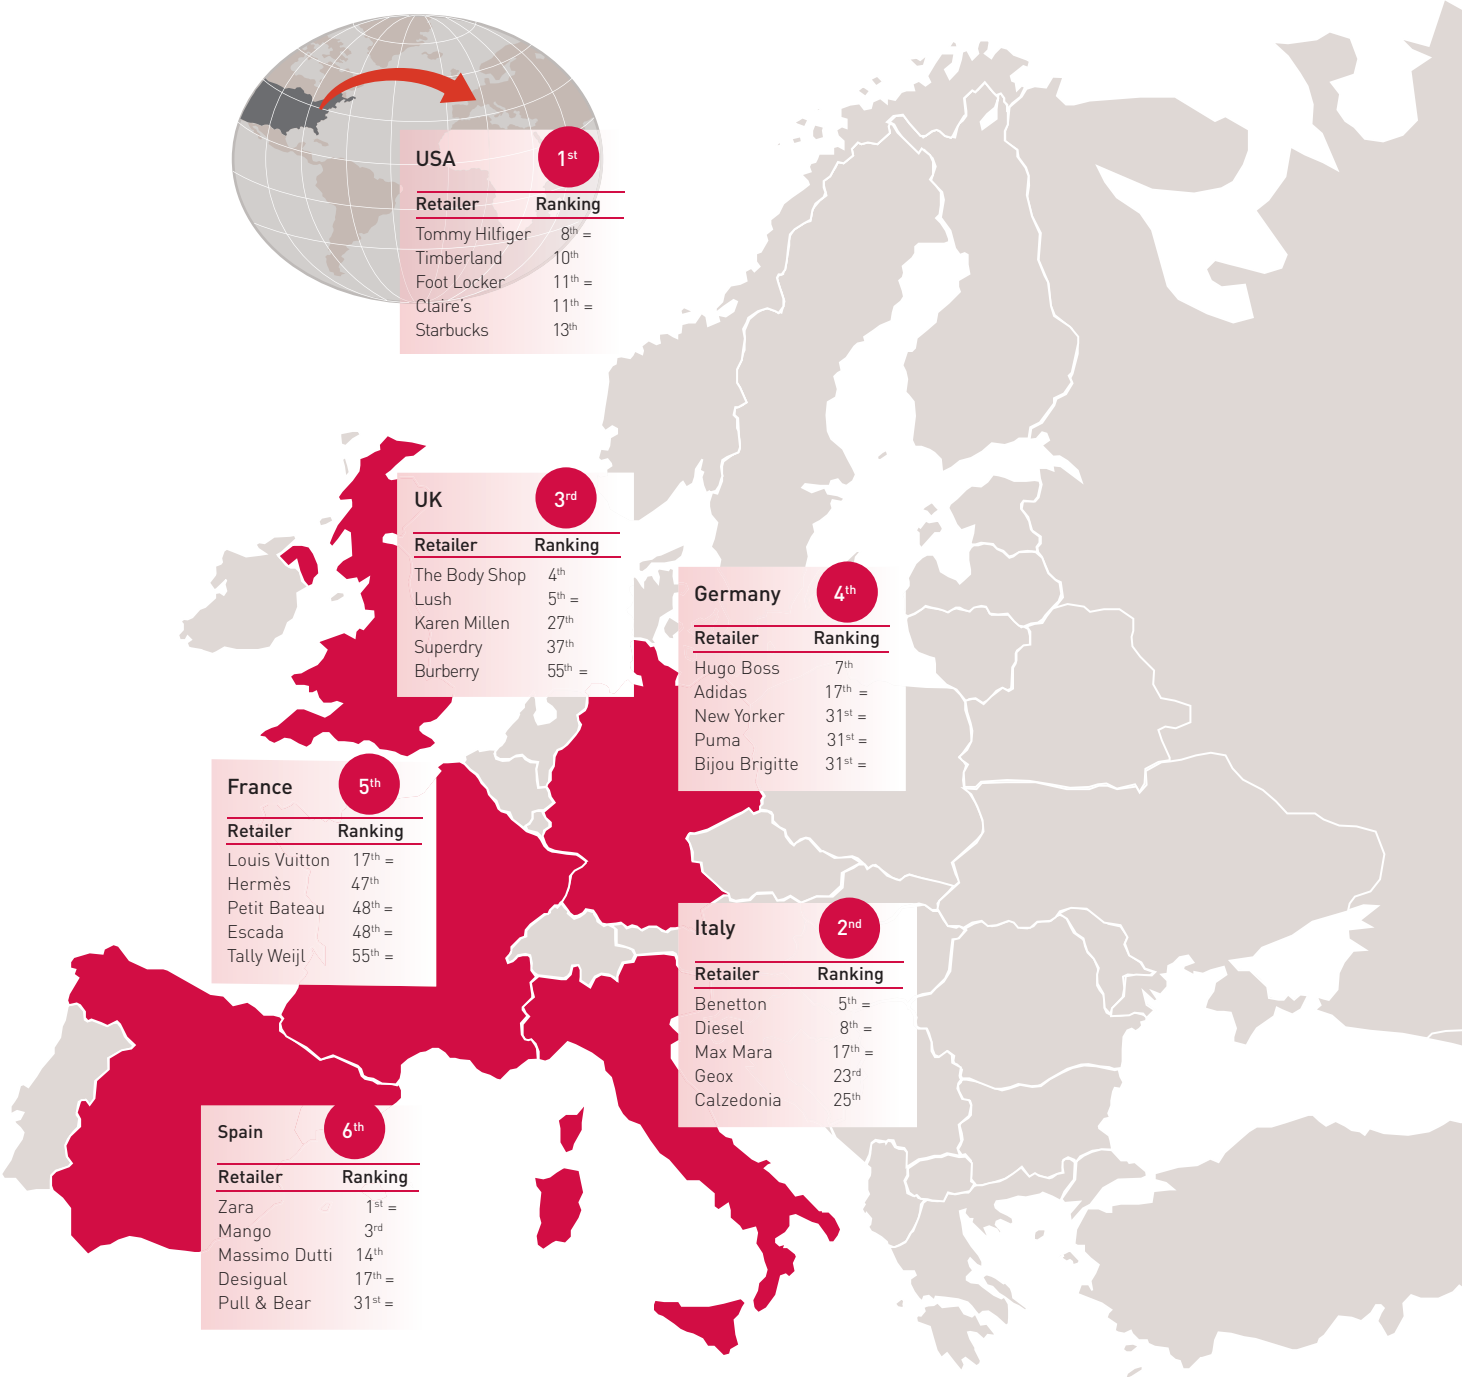 USA 1st
Retailer Ranking
Tommy Hilfiger 8th =
Timberland 10th
Foot Locker 11th =
Claire's 11th =
Starbucks 13th
UK 3rd
Retailer Ranking
The Body Shop 4th
Lush 5th =
Karen Millen 27th
Superdry 37th
Burberry 55th =
Germany 4th
Retailer Ranking
Hugo Boss 7th
Adidas 17th =
New Yorker 31st =
Puma 31st =
Bijou Brigitte 31st =
France 5th
Retailer Ranking
Louis Vuitton 17th =
Hermès 47th
Petit Bateau 48th =
Escada 48th =
Tally Weijl 55th =
Italy 2nd
Retailer Ranking
Benetton 5th =
Diesel 8th =
Max Mara 17th =
Geox 23rd
Calzedonia 25th
Spain 6th
Retailer Ranking
Zara 1st =
Mango 3rd
Massimo Dutti 14th
Desigual 17th =
Pull & Bear 31st =